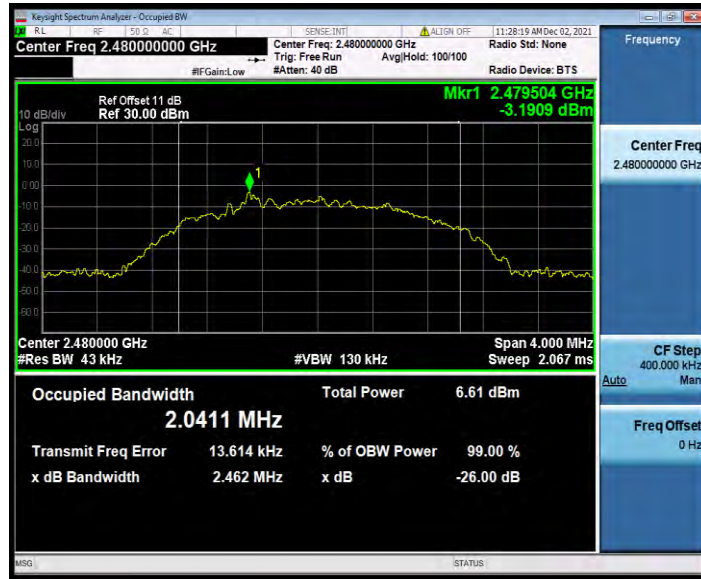 Keysight Spectrum Analyzer - Occupied BW
RL RF 50 Ω AC SENSE:INT ALIGN OFF 11:28:19 AM Dec 02, 2021
Center Freq 2.480000000 GHz
Center Freq: 2.480000000 GHz
Radio Std: None
Trig: Free Run Avg|Hold: 100/100
#IFGain:Low
#Atten: 40 dB
Radio Device: BTS
Frequency
Ref Offset 11 dB
Mkr1 2.479504 GHz
10 dB/div Ref 30.00 dBm
-3.1909 dBm
Log
20.0
10.0
0.00
-10.0
-20.0
-30.0
-40.0
-50.0
-60.0
1
Center Freq
2.480000000 GHz
Center 2.480000 GHz
Span 4.000 MHz
#Res BW 43 kHz
#VBW 130 kHz
Sweep 2.067 ms
CF Step
400.000 kHz
Auto Man
Occupied Bandwidth
Total Power 6.61 dBm
2.0411 MHz
Transmit Freq Error 13.614 kHz
% of OBW Power 99.00 %
x dB Bandwidth 2.462 MHz
x dB -26.00 dB
Freq Offset
0 Hz
MSG
STATUS